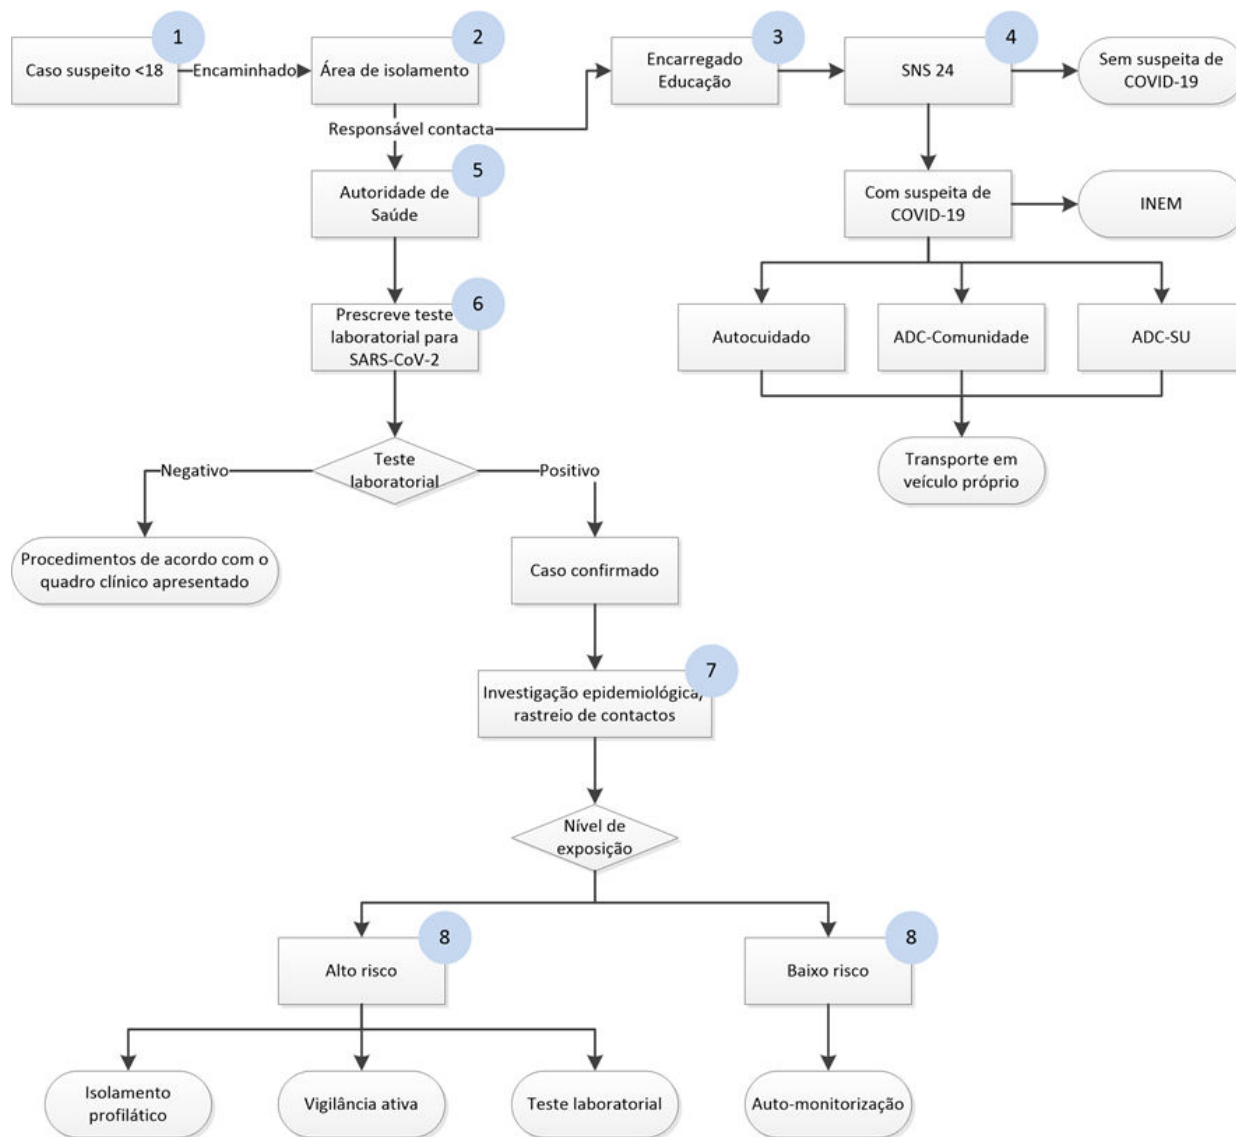 1
2
3
4
Caso suspeito <18
Encaminhado
Área de isolamento
Encarregado
Educação
SNS 24
Sem suspeita de
COVID-19
Responsável contacta
5
Autoridade de
Saúde
Com suspeita de
COVID-19
INEM
6
Prescreve teste
laboratorial para
SARS-CoV-2
Autocuidado
ADC-Comunidade
ADC-SU
Negativo
Teste
laboratorial
Positivo
Transporte em
veículo próprio
Procedimentos de acordo com o
quadro clínico apresentado
Caso confirmado
7
Investigação epidemiológica/
rastreio de contactos
Nível de
exposição
8
8
Alto risco
Baixo risco
Isolamento
profilático
Vigilância ativa
Teste laboratorial
Auto-monitorização